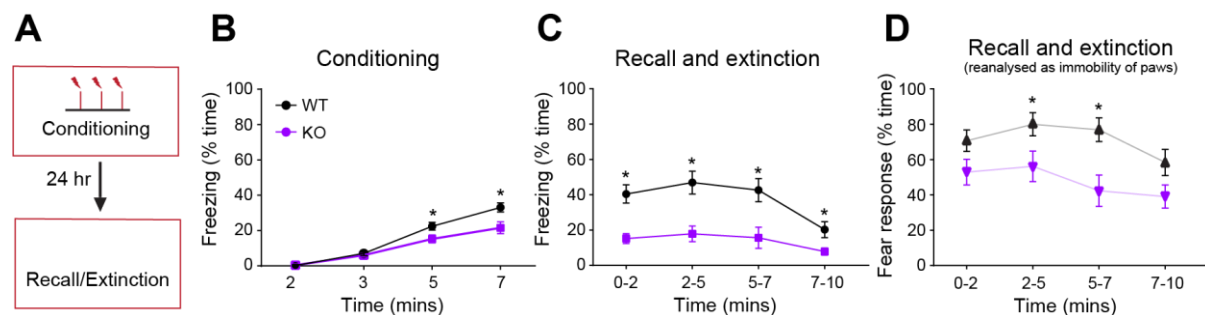 A
Conditioning
24 hr
Recall/Extinction
B
Conditioning
Freezing (% time)
100
80
60
40
20
0
WT
KO
*
*
2
3
5
7
Time (mins)
C
Recall and extinction
Freezing (% time)
100
80
60
40
20
0
*
*
*
*
0-2
2-5
5-7
7-10
Time (mins)
D
Recall and extinction
(reanalysed as immobility of paws)
Fear response (% time)
100
80
60
40
20
0
*
*
0-2
2-5
5-7
7-10
Time (mins)